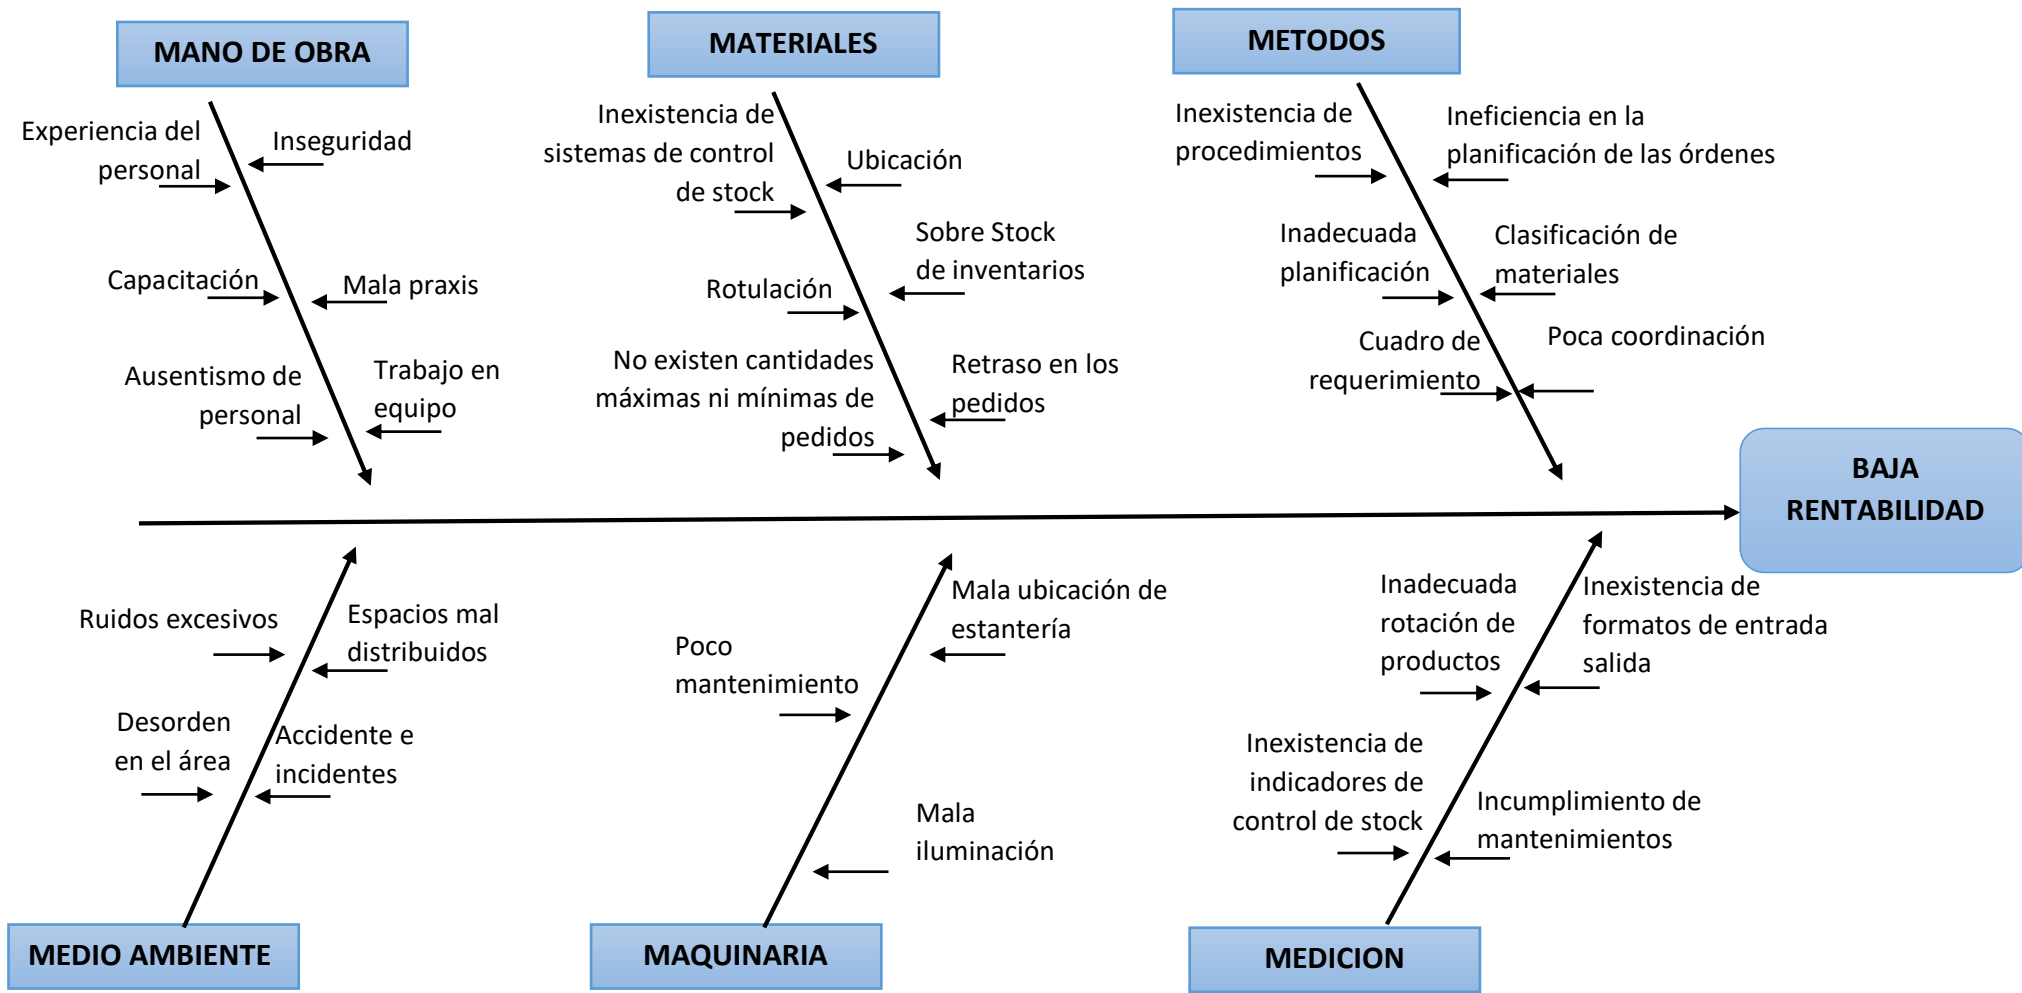 MANO DE OBRA
MATERIALES
METODOS
Experiencia del
personal
Inseguridad
Capacitación
Mala praxis
Ausentismo de
personal
Trabajo en
equipo
Inexistencia de
sistemas de control
de stock
Ubicación
Sobre Stock
de inventarios
Rotulación
No existen cantidades
máximas ni mínimas de
pedidos
Retraso en los
pedidos
Inexistencia de
procedimientos
Ineficiencia en la
planificación de las órdenes
Inadecuada
planificación
Clasificación de
materiales
Cuadro de
requerimiento
Poca coordinación
BAJA
RENTABILIDAD
Ruidos excesivos
Espacios mal
distribuidos
Desorden
en el área
Accidente e
incidentes
Mala ubicación de
estantería
Poco
mantenimiento
Mala
iluminación
Inadecuada
rotación de
productos
Inexistencia de
formatos de entrada
salida
Inexistencia de
indicadores de
control de stock
Incumplimiento de
mantenimientos
MEDIO AMBIENTE
MAQUINARIA
MEDICION